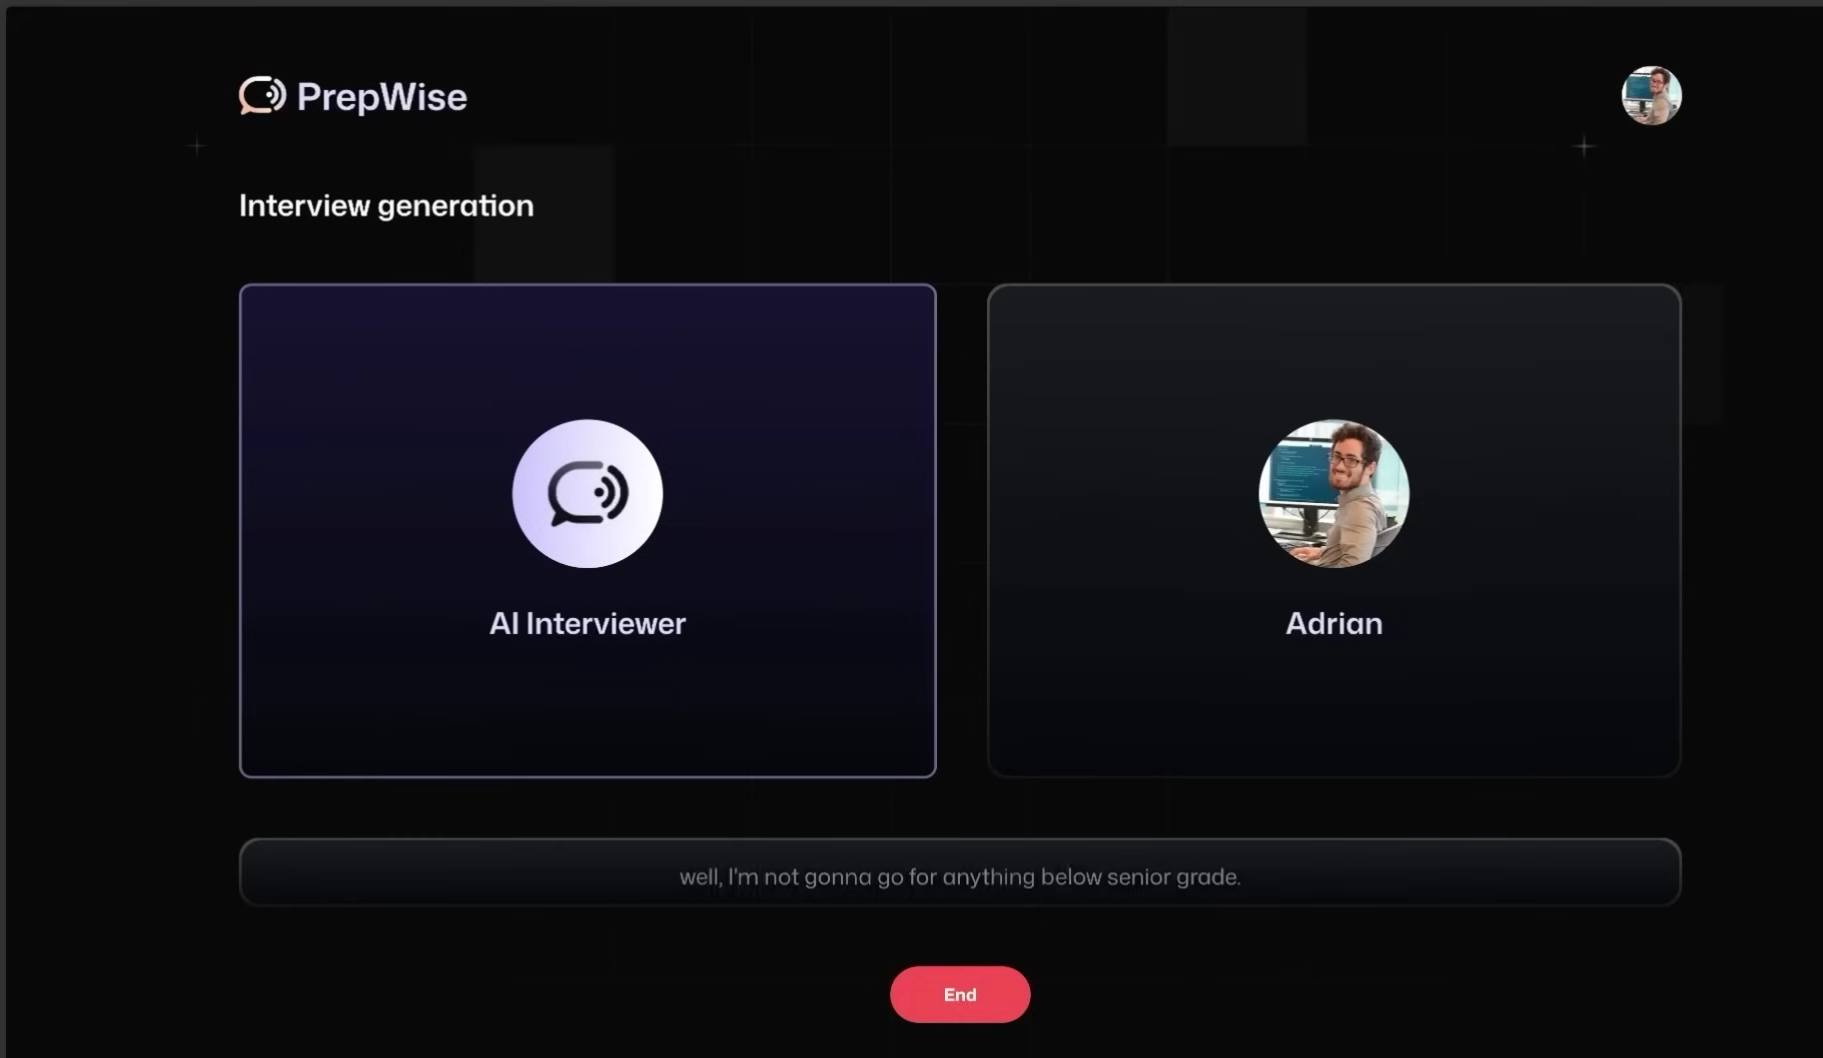 PrepWise
Interview generation
AI Interviewer
Adrian
well, I'm not gonna go for anything below senior grade.
End